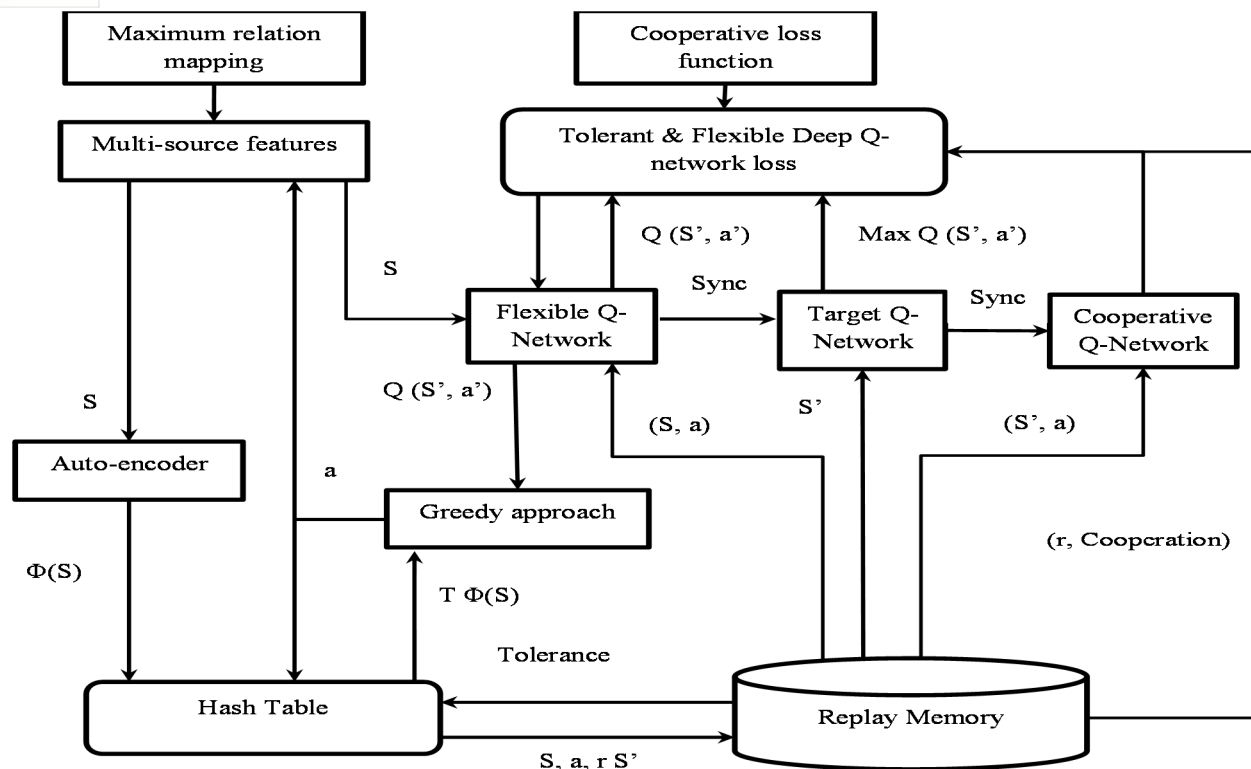 Maximum relation
mapping
Cooperative loss
function
Multi-source features
Tolerant & Flexible Deep Q-
network loss
Q (S’, a’)
Max Q (S’, a’)
S
Sync
Sync
Flexible Q-
Network
Target Q-
Network
Cooperative
Q-Network
Q (S’, a’)
S
S’
(S, a)
(S’, a)
Auto-encoder
a
Greedy approach
(r, Cooperation)
Φ(S)
T Φ(S)
Tolerance
Hash Table
Replay Memory
S, a, r S’